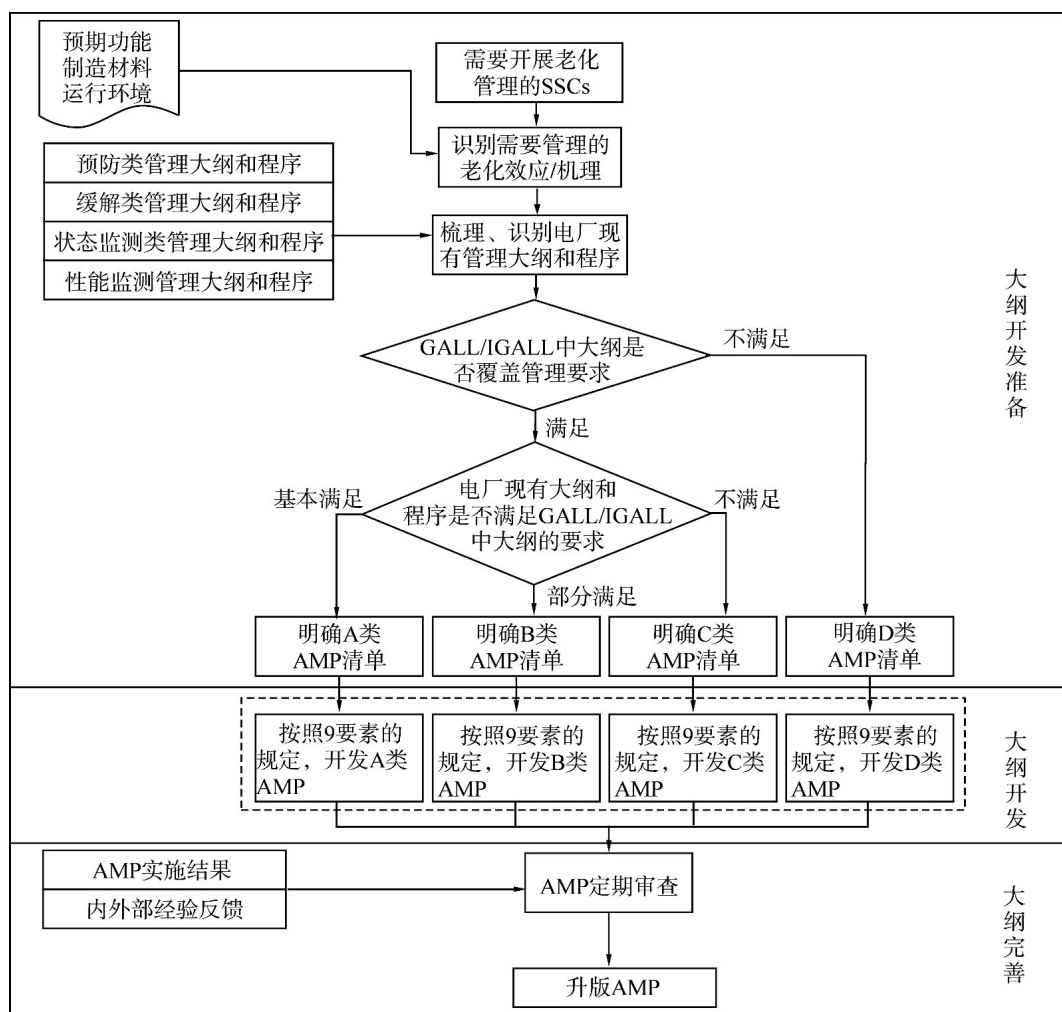 预期功能
制造材料
运行环境
需要开展老化
管理的SSCs
识别需要管理的
老化效应/机理
预防类管理大纲和程序
缓解类管理大纲和程序
状态监测类管理大纲和程序
性能监测管理大纲和程序
梳理、识别电厂现
有管理大纲和程序
GALL/IGALL中大纲是
否覆盖管理要求
不满足
满足
电厂现有大纲和
程序是否满足GALL/IGALL
中大纲的要求
基本满足
不满足
部分满足
明确A类
AMP清单
明确B类
AMP清单
明确C类
AMP清单
明确D类
AMP清单
大纲开发准备
按照9要素的
规定，开发A类
AMP
按照9要素的
规定，开发B类
AMP
按照9要素的
规定，开发C类
AMP
按照9要素的
规定，开发D类
AMP
大纲开发
AMP实施结果
内外部经验反馈
AMP定期审查
升版AMP
大纲完善